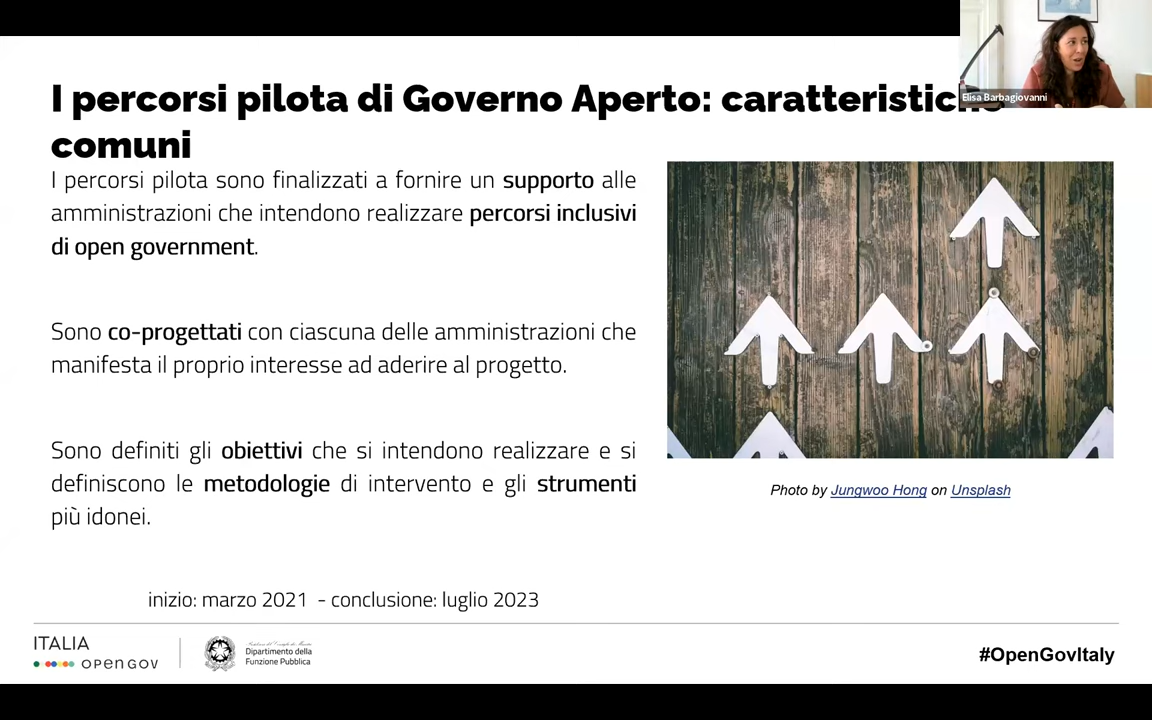 I percorsi pilota di Governo Aperto:
comuni
Elisa Barbagiovanni
I percorsi pilota sono finalizzati a fornire un supporto alle
amministrazioni che intendono realizzare percorsi inclusivi
di open government.
Sono co-progettati con ciascuna delle amministrazioni che
manifesta il proprio interesse ad aderire al progetto.
Sono definiti gli obiettivi che si intendono realizzare e si
definiscono le metodologie di intervento e gli strumenti
più idonei.
Photo by Jungwoo Hong on Unsplash
inizio: marzo 2021 - conclusione: luglio 2023
ITALIA
OPENGOV
Dipartimento della
Funzione Pubblica
#OpenGovItaly